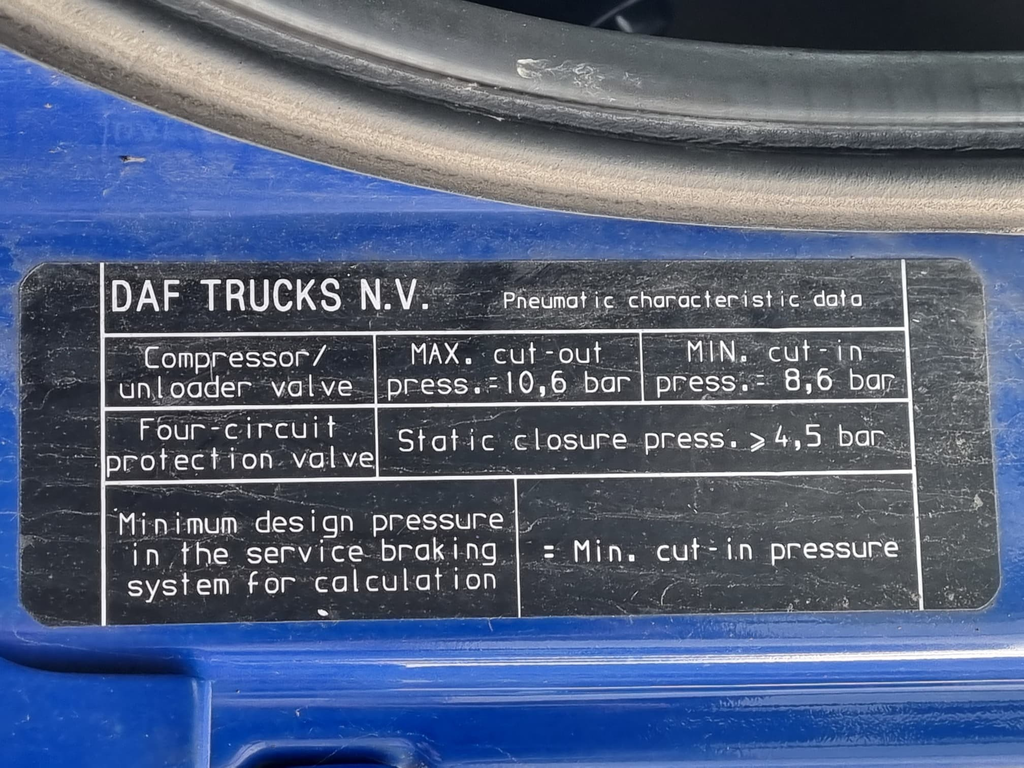 DAF TRUCKS N.V. Pneumatic characteristic data
Compressor/
unloader valve
MAX. cut-out
press.=10,6 bar
MIN. cut-in
press.= 8,6 bar
Four-circuit
protection valve
Static closure press. ⩾ 4,5 bar
Minimum design pressure
in the service braking
system for calculation
= Min. cut-in pressure